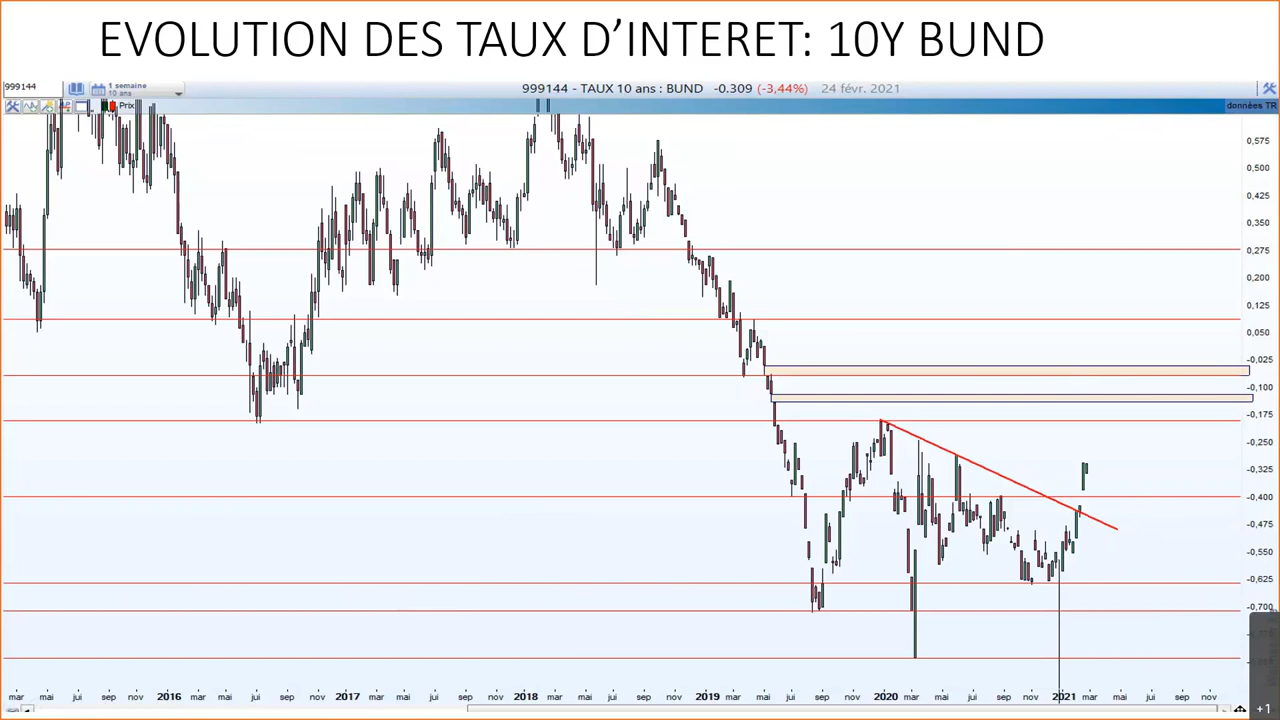 EVOLUTION DES TAUX D'INTERET: 10Y BUND
999144
1 semaine
10 ans
999144 - TAUX 10 ans : BUND -0.309 (-3,44%) 24 févr. 2021
Prix
données TR
0,575
0,500
0,425
0,350
0,275
0,200
0,125
0,050
-0,025
-0,100
-0,175
-0,250
-0,325
-0,400
-0,475
-0,550
-0,625
-0,700
mar mai jui sep nov 2016 mar mai jui sep nov 2017 mar mai jui sep nov 2018 mar mai jui sep nov 2019 mar mai jui sep nov 2020 mar mai jui sep nov 2021 mar mai jui sep nov
+1